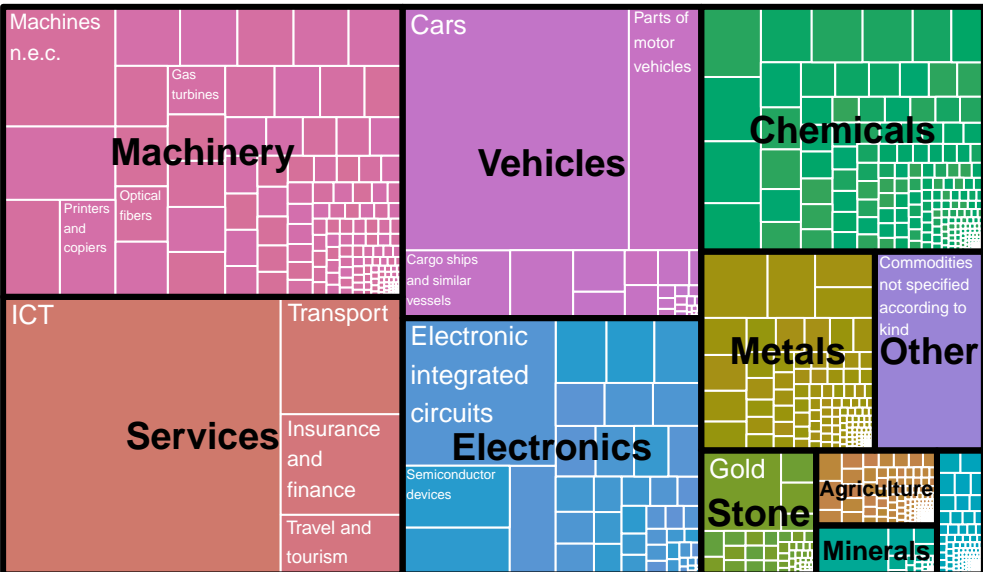 Machines
n.e.c.
Gas
turbines
Machinery
Optical
fibers
Printers
and
copiers
Cars
Parts of
motor
vehicles
Vehicles
Cargo ships
and similar
vessels
Chemicals
ICT
Transport
Services
Insurance
and
finance
Travel and
tourism
Electronic
integrated
circuits
Electronics
Semiconductor
devices
Metals
Commodities
not specified
according to
kind
Other
Gold
Stone
Agriculture
Minerals